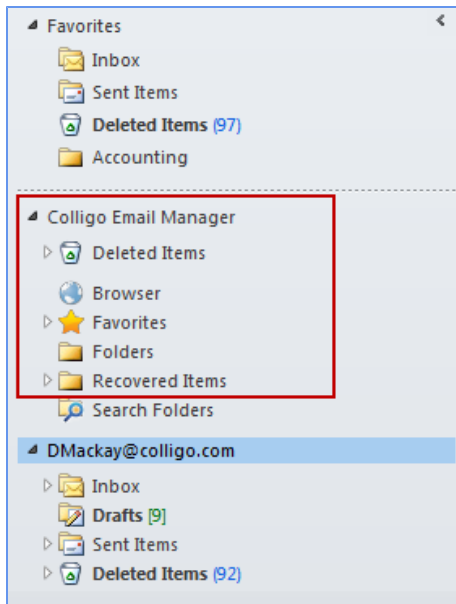 Favorites
Inbox
Sent Items
Deleted Items (97)
Accounting
Colligo Email Manager
Deleted Items
Browser
Favorites
Folders
Recovered Items
Search Folders
DMackay@colligo.com
Inbox
Drafts [9]
Sent Items
Deleted Items (92)